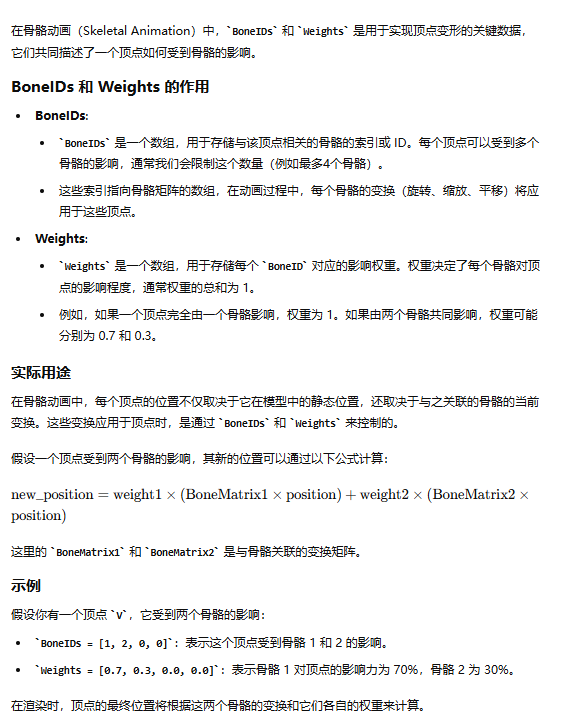 在骨骼动画（Skeletal Animation）中，`BoneIDs` 和 `Weights` 是用于实现顶点变形的关键数据，
它们共同描述了一个顶点如何受到骨骼的影响。
BoneIDs 和 Weights 的作用
• BoneIDs:
• `BoneIDs` 是一个数组，用于存储与该顶点相关的骨骼的索引或 ID。每个顶点可以受到多个
骨骼的影响，通常我们会限制这个数量（例如最多4个骨骼）。
• 这些索引指向骨骼矩阵的数组，在动画过程中，每个骨骼的变换（旋转、缩放、平移）将应
用于这些顶点。
• Weights:
• `Weights` 是一个数组，用于存储每个 `BoneID` 对应的影响权重。权重决定了每个骨骼对顶
点的影响程度，通常权重的总和为 1。
• 例如，如果一个顶点完全由一个骨骼影响，权重为 1。如果由两个骨骼共同影响，权重可能
分别为 0.7 和 0.3。
实际用途
在骨骼动画中，每个顶点的位置不仅取决于它在模型中的静态位置，还取决于与之关联的骨骼的当前
变换。这些变换应用于顶点时，是通过 `BoneIDs` 和 `Weights` 来控制的。
假设一个顶点受到两个骨骼的影响，其新的位置可以通过以下公式计算：
new_position = weight1 × (BoneMatrix1 × position) + weight2 × (BoneMatrix2 ×
position)
这里的 `BoneMatrix1` 和 `BoneMatrix2` 是与骨骼关联的变换矩阵。
示例
假设你有一个顶点 `V`，它受到两个骨骼的影响：
• `BoneIDs = [1, 2, 0, 0]`：表示这个顶点受到骨骼 1 和 2 的影响。
• `Weights = [0.7, 0.3, 0.0, 0.0]`：表示骨骼 1 对顶点的影响力为 70%，骨骼 2 为 30%。
在渲染时，顶点的最终位置将根据这两个骨骼的变换和它们各自的权重来计算。